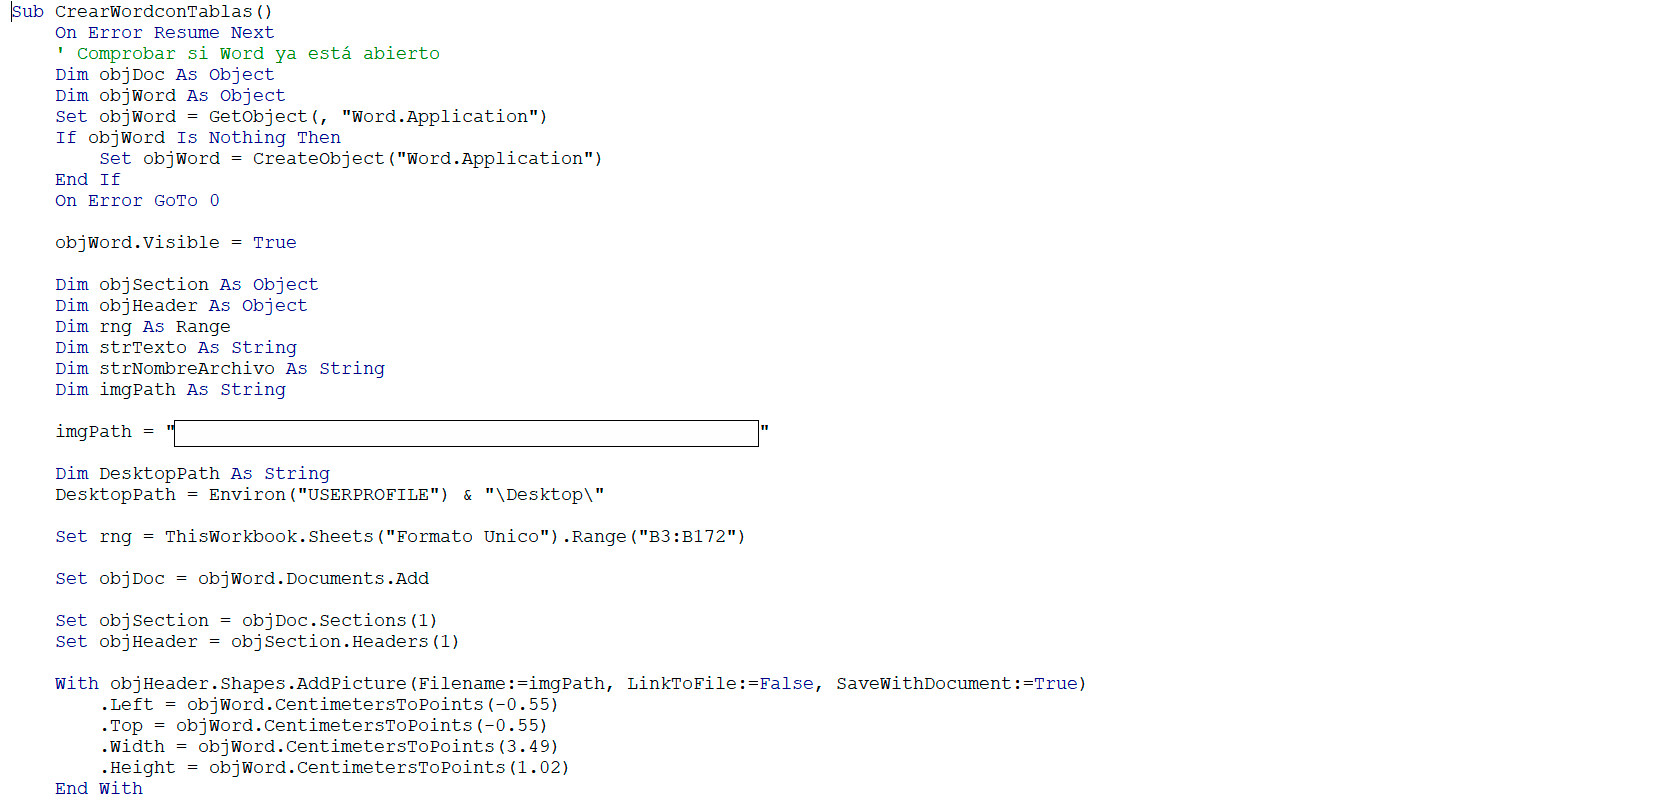 Sub CrearWordconTablas()
On Error Resume Next
' Comprobar si Word ya está abierto
Dim objDoc As Object
Dim objWord As Object
Set objWord = GetObject(, "Word.Application")
If objWord Is Nothing Then
Set objWord = CreateObject("Word.Application")
End If
On Error GoTo 0
objWord.Visible = True
Dim objSection As Object
Dim objHeader As Object
Dim rng As Range
Dim strTexto As String
Dim strNombreArchivo As String
Dim imgPath As String
imgPath = " "
Dim DesktopPath As String
DesktopPath = Environ("USERPROFILE") & "\Desktop\"
Set rng = ThisWorkbook.Sheets("Formato Unico").Range("B3:B172")
Set objDoc = objWord.Documents.Add
Set objSection = objDoc.Sections(1)
Set objHeader = objSection.Headers(1)
With objHeader.Shapes.AddPicture(Filename:=imgPath, LinkToFile:=False, SaveWithDocument:=True)
.Left = objWord.CentimetersToPoints(-0.55)
.Top = objWord.CentimetersToPoints(-0.55)
.Width = objWord.CentimetersToPoints(3.49)
.Height = objWord.CentimetersToPoints(1.02)
End With